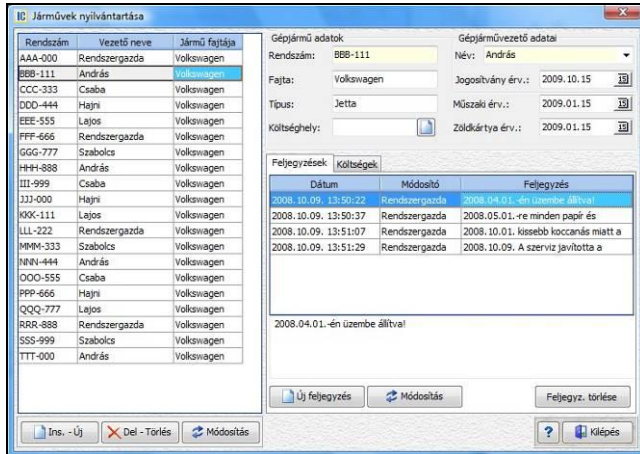 Járművek nyilvántartása
Rendszám Vezető neve Jármű fajtája
AAA-000 Rendszergazda Volkswagen
BBB-111 András Volkswagen
CCC-333 Csaba Volkswagen
DDD-444 Hajni Volkswagen
EEE-555 Lajos Volkswagen
FFF-666 Rendszergazda Volkswagen
GGG-777 Szabolcs Volkswagen
HHH-888 András Volkswagen
III-999 Csaba Volkswagen
JJJ-000 Hajni Volkswagen
KKK-111 Lajos Volkswagen
LLL-222 Rendszergazda Volkswagen
MMM-333 Szabolcs Volkswagen
NNN-444 András Volkswagen
OOO-555 Csaba Volkswagen
PPP-666 Hajni Volkswagen
QQQ-777 Lajos Volkswagen
RRR-888 Rendszergazda Volkswagen
SSS-999 Szabolcs Volkswagen
TTT-000 András Volkswagen
Ins. - Új Del - Törlés Módosítás
Gépjármű adatok
Rendszám: BBB-111
Fajta: Volkswagen
Típus: Jetta
Költséghely:
Gépjárművezető adatai
Név: András
Jogosítvány érv.: 2009.10.15
Műszaki érv.: 2009.01.15
Zöldkártya érv.: 2009.01.15
Feljegyzések Költségek
Dátum Módosító Feljegyzés
2008.10.09. 13:50:22 Rendszergazda 2008.04.01.-én üzembe állítva!
2008.10.09. 13:50:37 Rendszergazda 2008.05.01.-re minden papír és
2008.10.09. 13:51:07 Rendszergazda 2008.10.01. kissebb koccanás miatt a
2008.10.09. 13:51:29 Rendszergazda 2008.10.09. A szerviz javította a
2008.04.01.-én üzembe állítva!
Új feljegyzés Módosítás Feljegyz. törlése
? Kilépés